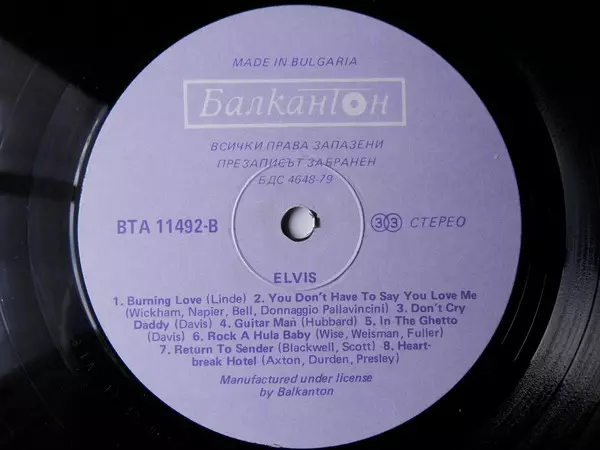 MADE IN BULGARIA
Балкантон
ВСИЧКИ ПРАВА ЗАПАЗЕНИ
ПРЕЗАПИСЪТ ЗАБРАНЕН
БДС 4648-79
ВТА 11492-В
33 СТЕРЕО
ELVIS
1. Burning Love (Linde) 2. You Don't Have To Say You Love Me
(Wickham, Napier, Bell, Donnaggio Pallavincini) 3. Don't Cry
Daddy (Davis) 4. Guitar Man (Hubbard) 5. In The Ghetto
(Davis) 6. Rock A Hula Baby (Wise, Weisman, Fuller)
7. Return To Sender (Blackwell, Scott) 8. Heart-
break Hotel (Axton, Durden, Presley)
Manufactured under license
by Balkanton